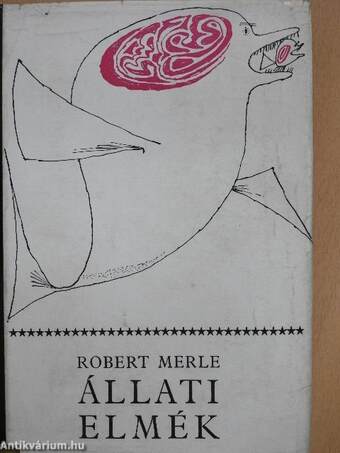 ROBERT MERLE
ÁLLATI
ELMÉK
Antikvárium.hu